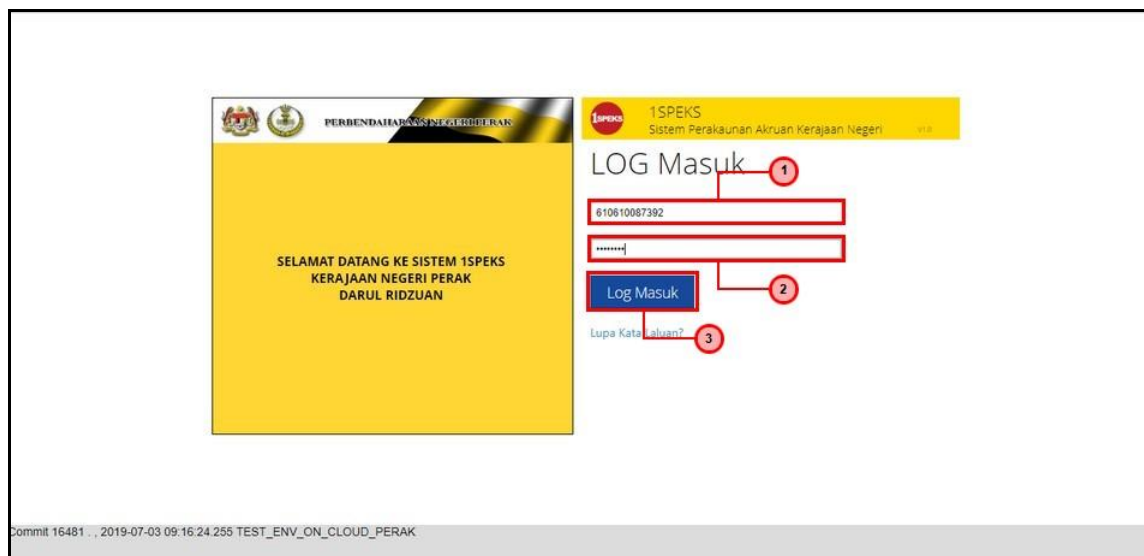 PERBENDAHARAAN NEGERI PERAK
SELAMAT DATANG KE SISTEM 1SPEKS
KERAJAAN NEGERI PERAK
DARUL RIDZUAN
1SPEKS
1SPEKS
Sistem Perakaunan Akruan Kerajaan Negeri
v1.0
LOG Masuk
1
610610087392
••••••••
2
Log Masuk
Lupa Kata Laluan?
3
Commit 16481 . , 2019-07-03 09:16:24.255 TEST_ENV_ON_CLOUD_PERAK